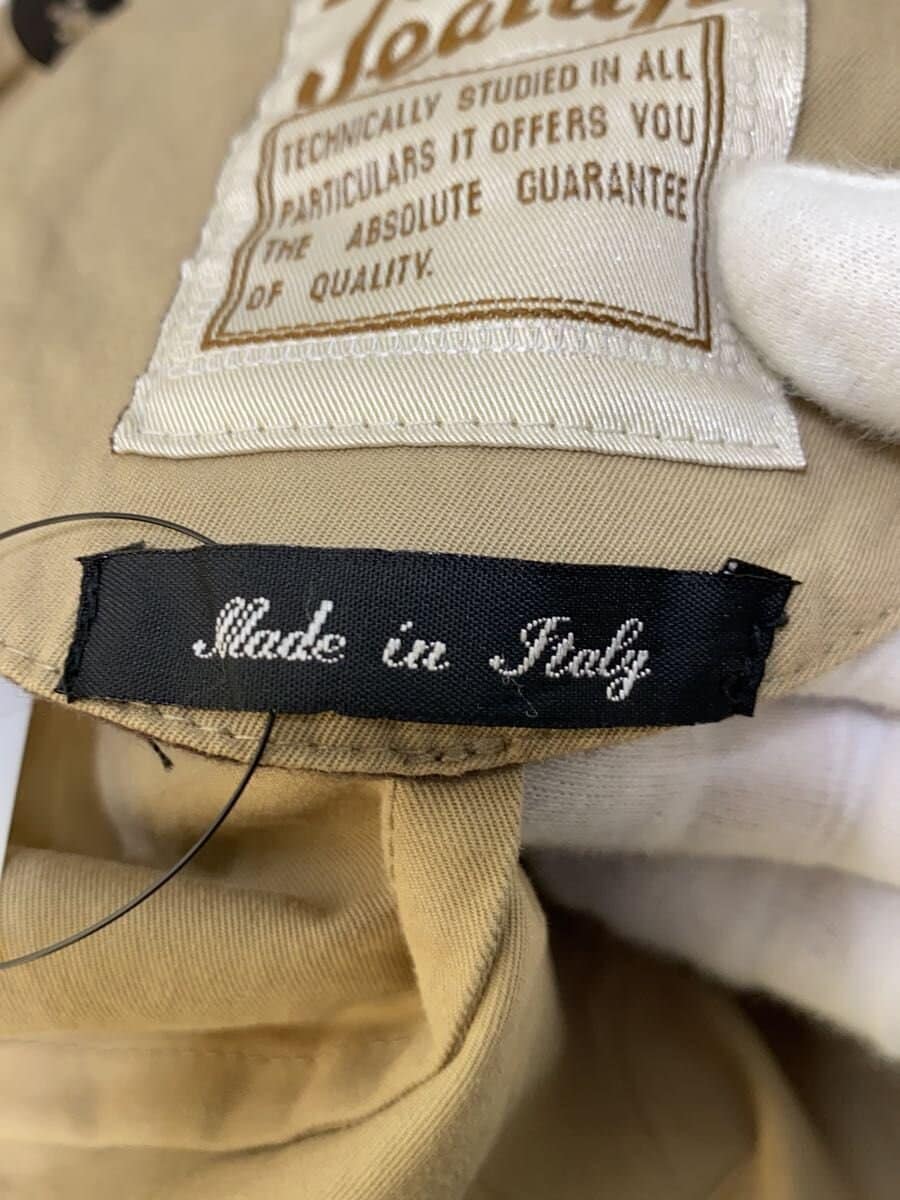 TECHNICALLY STUDIED IN ALL
PARTICULARS IT OFFERS YOU
THE ABSOLUTE GUARANTEE
OF QUALITY.
Made in Italy